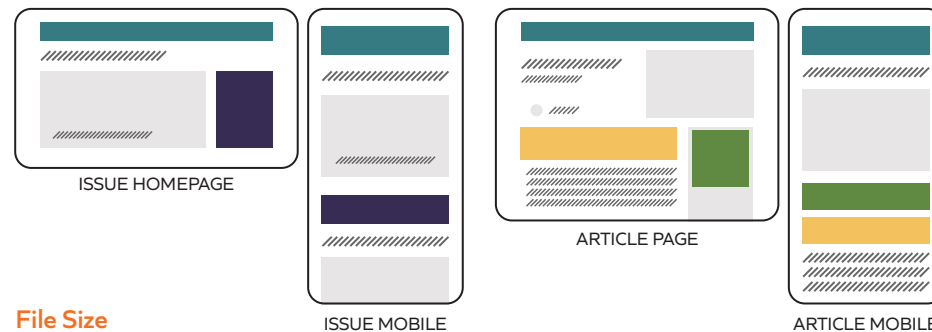 ISSUE HOMEPAGE
ARTICLE PAGE
File Size
ISSUE MOBILE
ARTICLE MOBILE